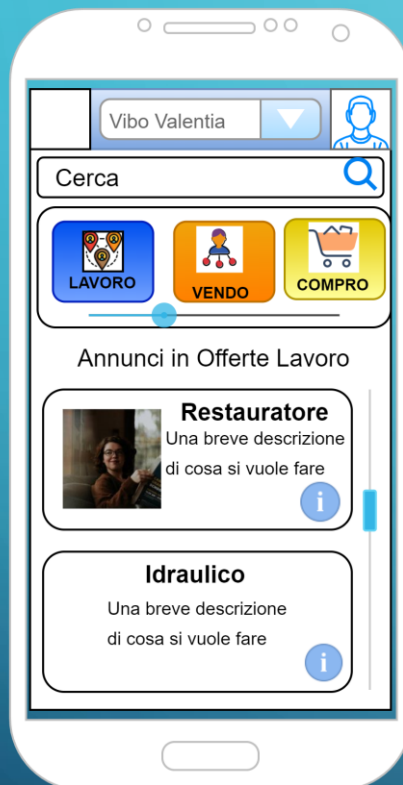 Vibo Valentia
Cerca
LAVORO
VENDO
COMPRO
Annunci in Offerte Lavoro
Restauratore
Una breve descrizione
di cosa si vuole fare
i
Idraulico
Una breve descrizione
di cosa si vuole fare
i